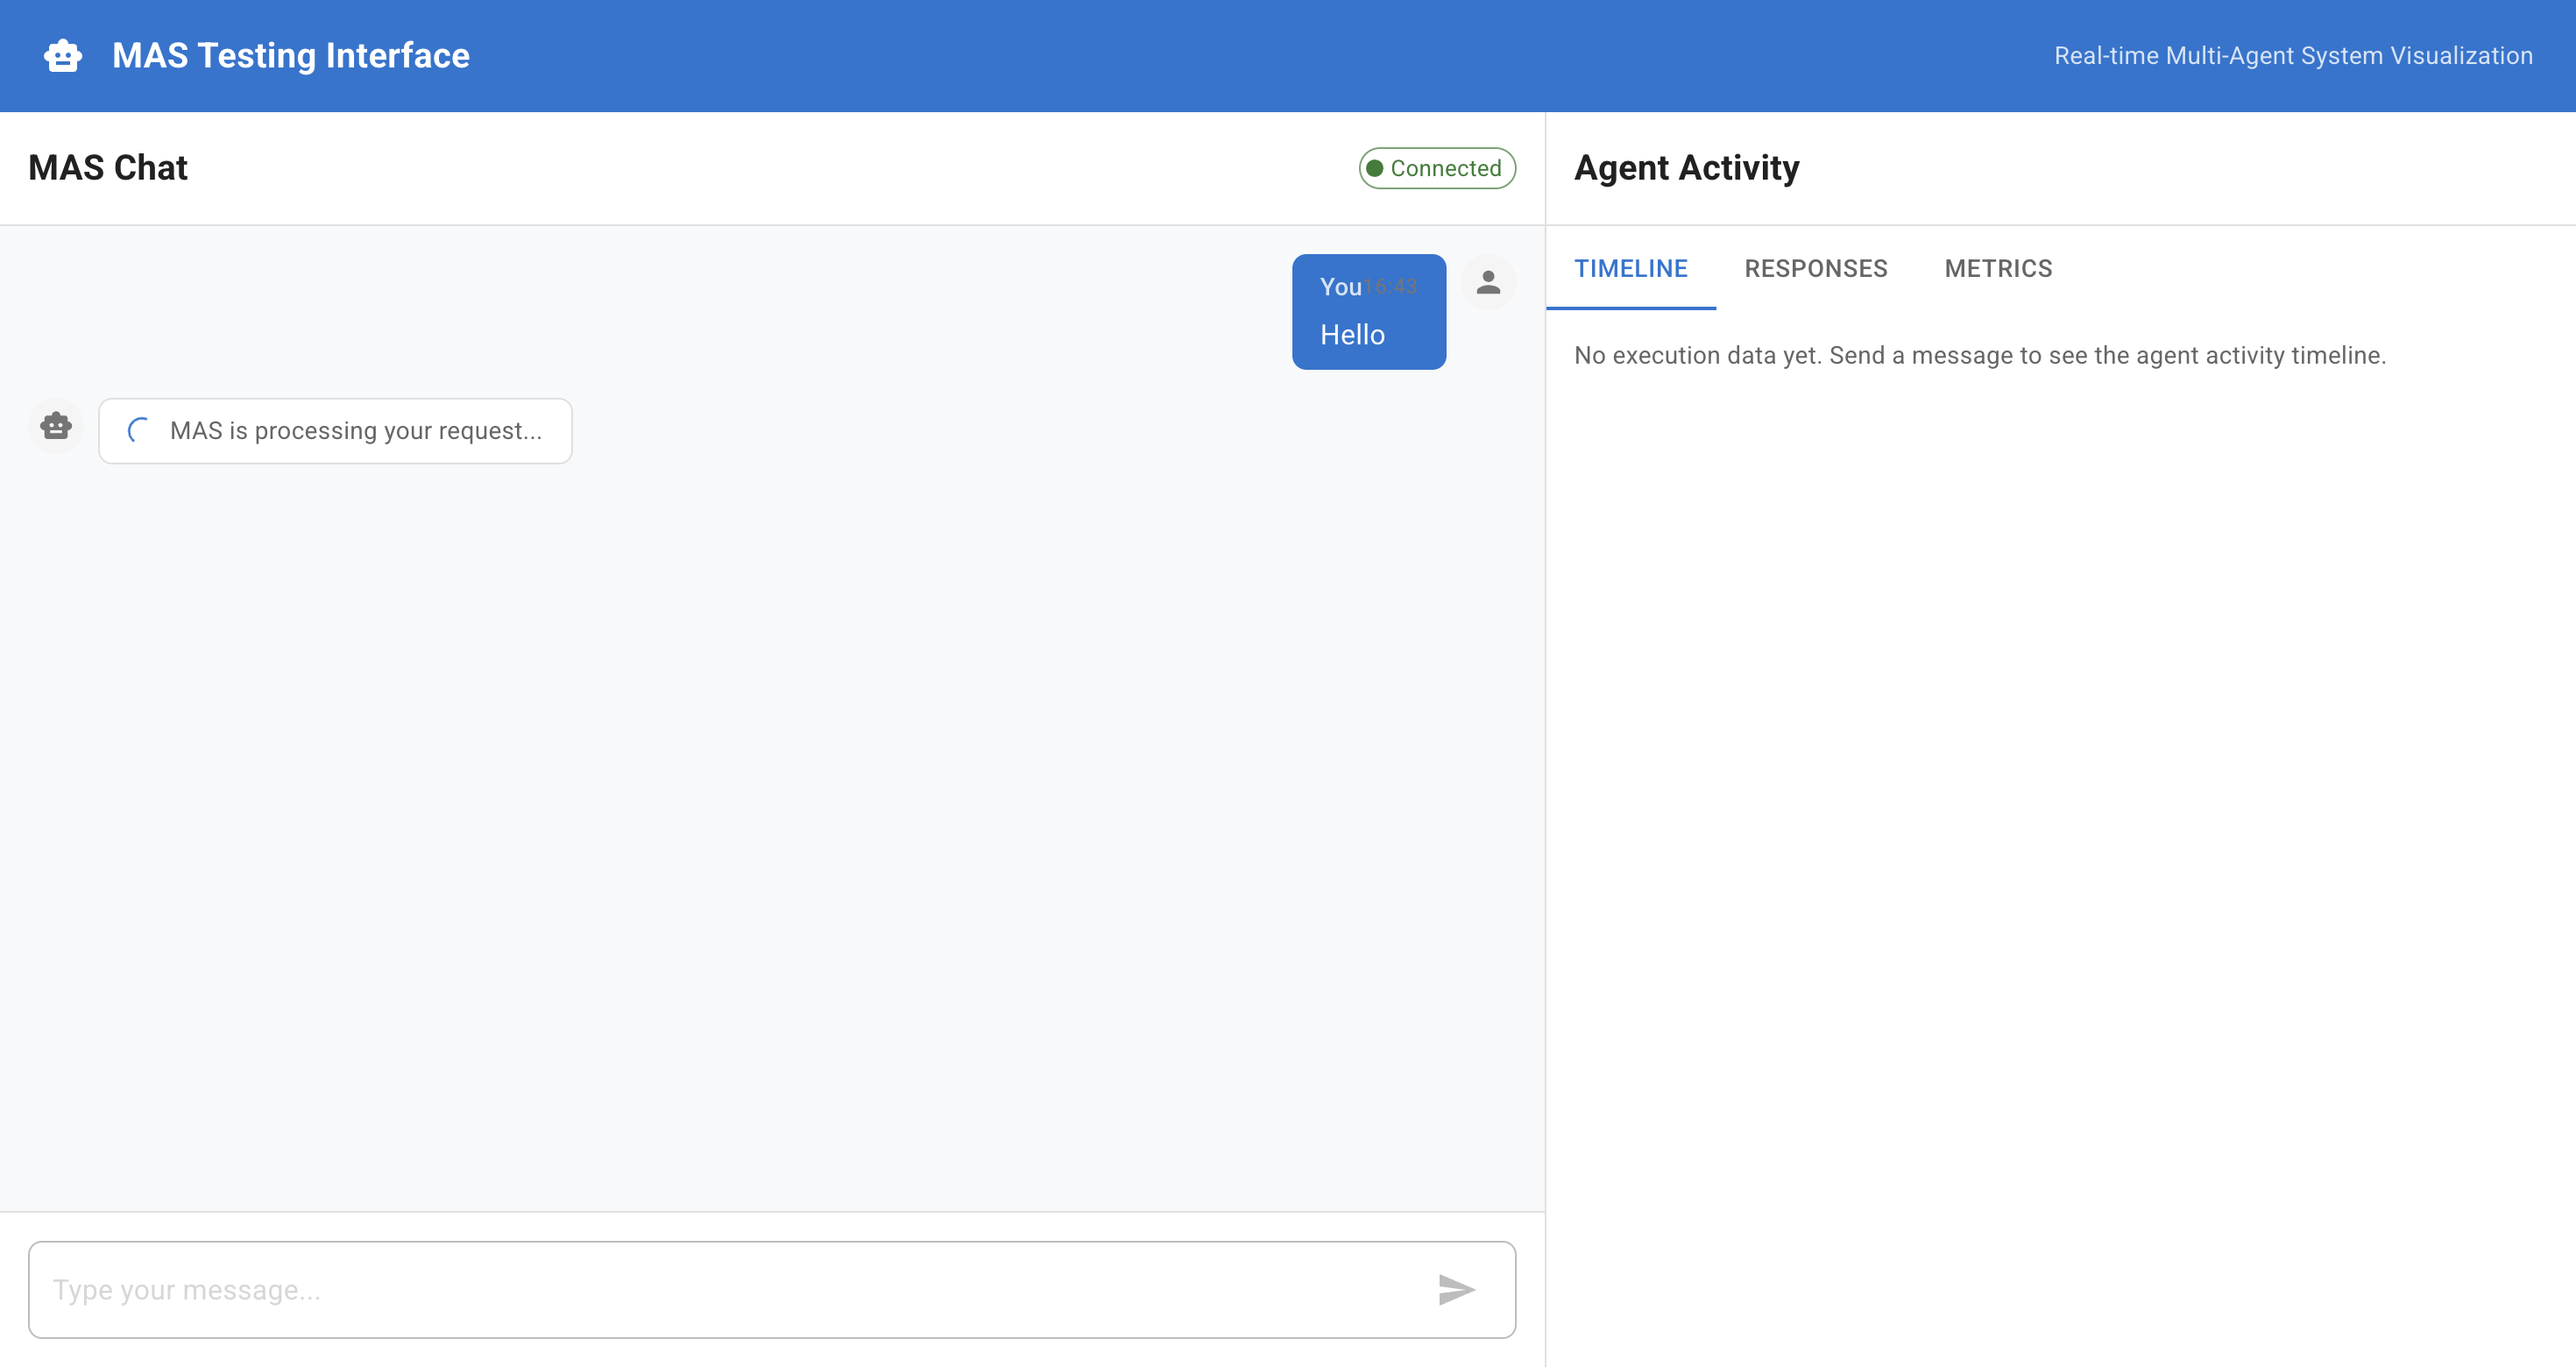 MAS Testing Interface
Real-time Multi-Agent System Visualization
MAS Chat
Connected
You 16:43
Hello
MAS is processing your request...
Type your message...
Agent Activity
TIMELINE RESPONSES METRICS
No execution data yet. Send a message to see the agent activity timeline.